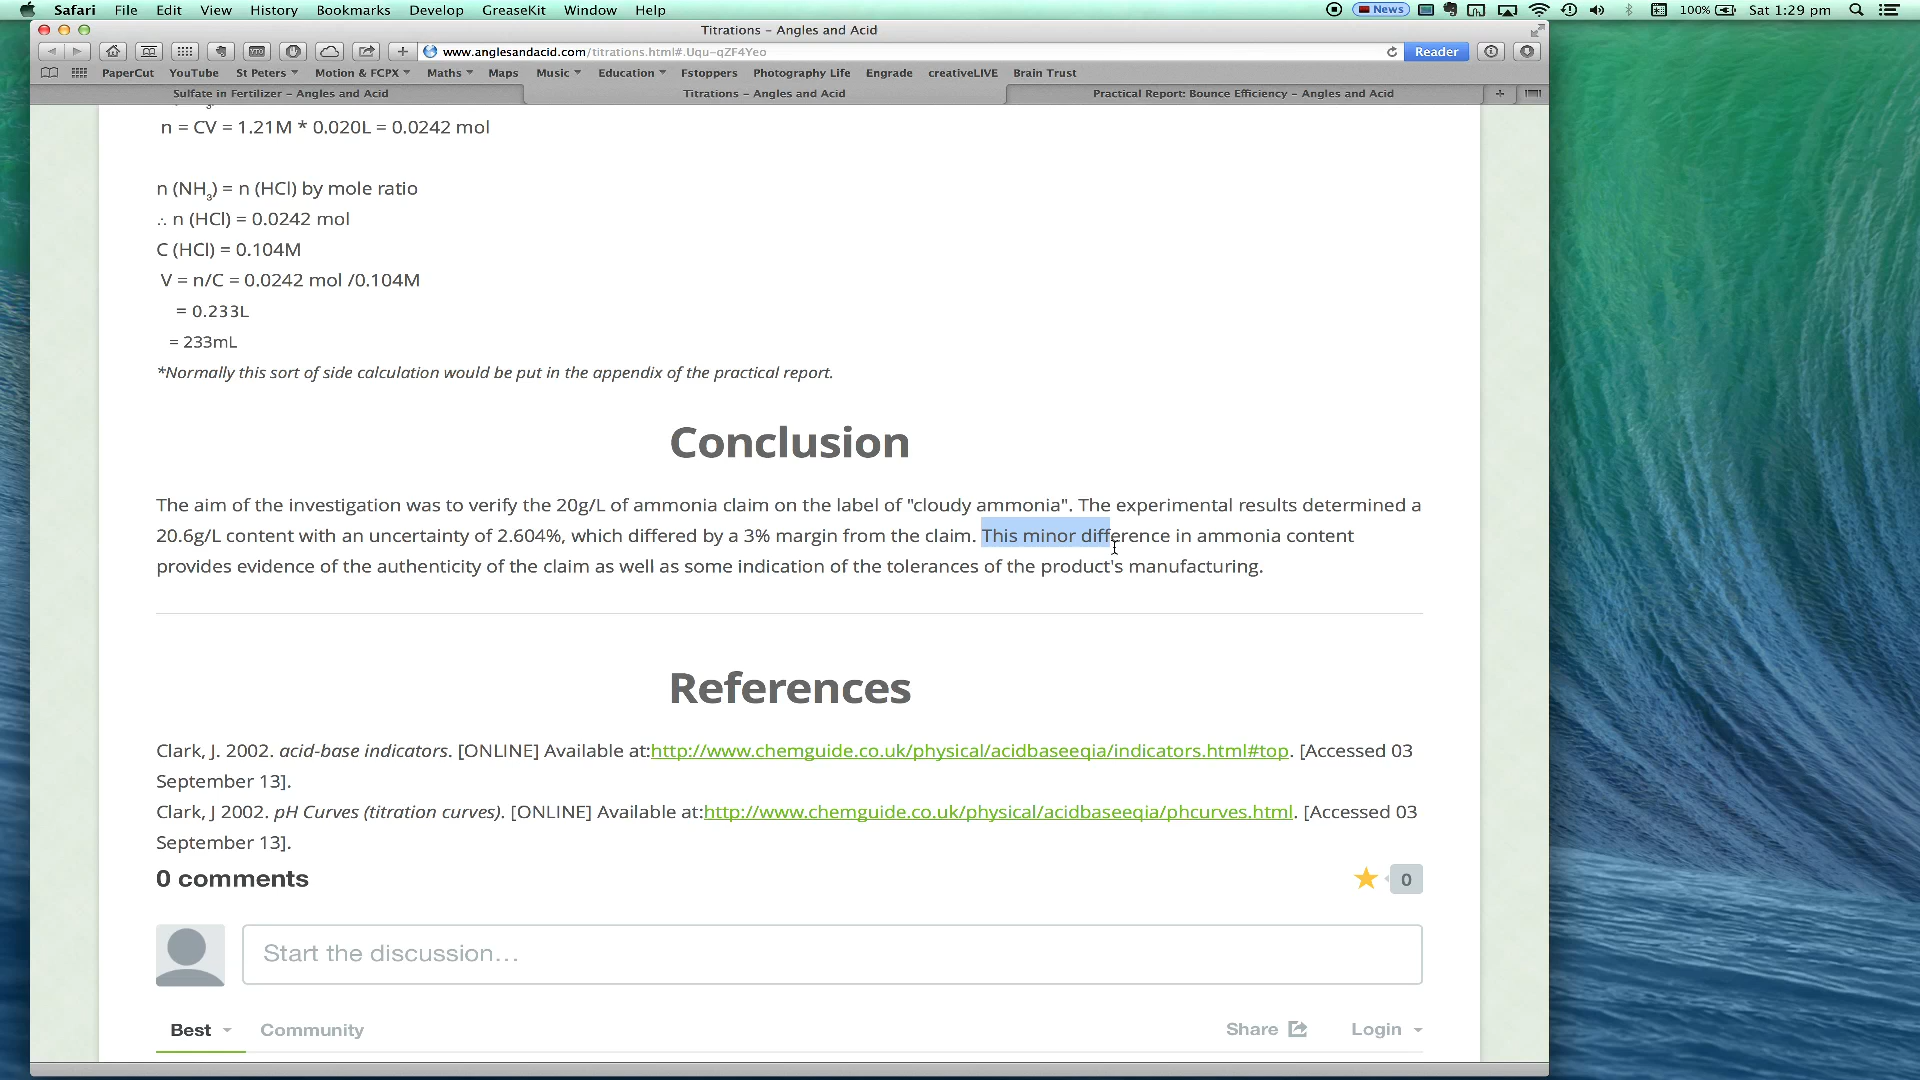 Safari File Edit View History Bookmarks Develop GreaseKit Window Help News 100% Sat 1:29 pm
Titrations – Angles and Acid
www.anglesandacid.com/titrations.html#.Uqu-qZF4Yeo Reader
PaperCut YouTube St Peters Motion & FCPX Maths Maps Music Education Fstoppers Photography Life Engrade creativeLIVE Brain Trust
Sulfate in Fertilizer – Angles and Acid Titrations – Angles and Acid Practical Report: Bounce Efficiency – Angles and Acid
n = CV = 1.21M * 0.020L = 0.0242 mol
n (NH₃) = n (HCl) by mole ratio
∴ n (HCl) = 0.0242 mol
C (HCl) = 0.104M
V = n/C = 0.0242 mol /0.104M
= 0.233L
= 233mL
*Normally this sort of side calculation would be put in the appendix of the practical report.
Conclusion
The aim of the investigation was to verify the 20g/L of ammonia claim on the label of "cloudy ammonia". The experimental results determined a
20.6g/L content with an uncertainty of 2.604%, which differed by a 3% margin from the claim. This minor difference in ammonia content
provides evidence of the authenticity of the claim as well as some indication of the tolerances of the product's manufacturing.
References
Clark, J. 2002. acid-base indicators. [ONLINE] Available at:http://www.chemguide.co.uk/physical/acidbaseeqia/indicators.html#top. [Accessed 03
September 13].
Clark, J 2002. pH Curves (titration curves). [ONLINE] Available at:http://www.chemguide.co.uk/physical/acidbaseeqia/phcurves.html. [Accessed 03
September 13].
0 comments 0
Start the discussion…
Best Community Share Login